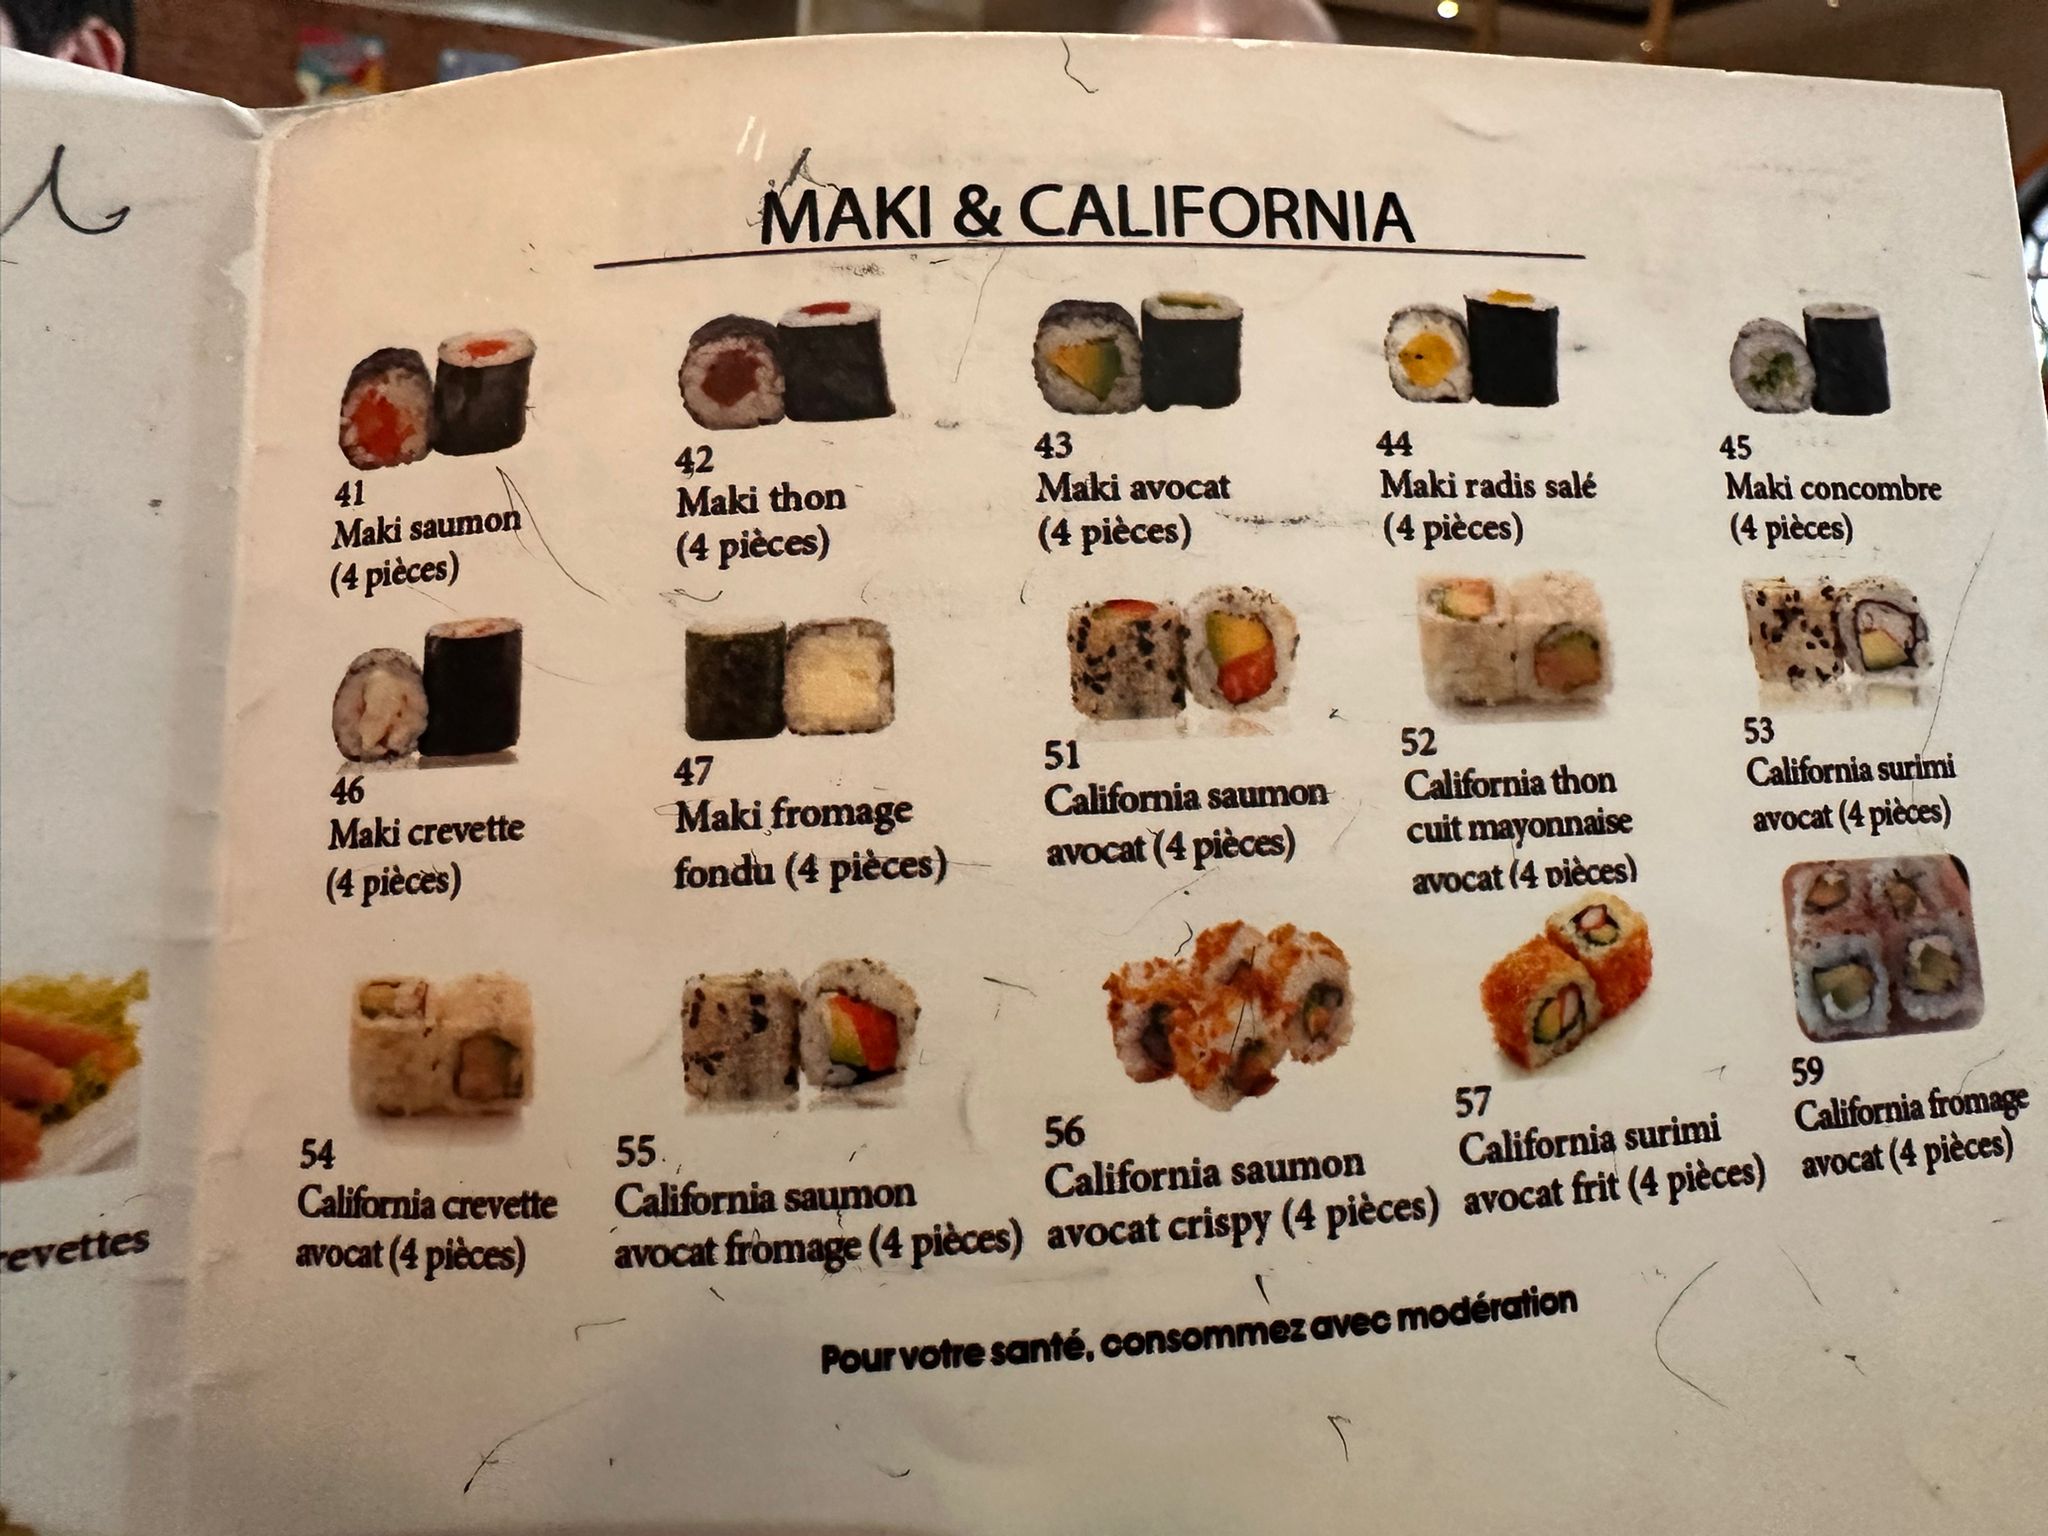 MAKI & CALIFORNIA
41
Maki saumon
(4 pièces)
42
Maki thon
(4 pièces)
43
Maki avocat
(4 pièces)
44
Maki radis salé
(4 pièces)
45
Maki concombre
(4 pièces)
46
Maki crevette
(4 pièces)
47
Maki fromage
fondu (4 pièces)
51
California saumon
avocat (4 pièces)
52
California thon
cuit mayonnaise
avocat (4 pièces)
53
California surimi
avocat (4 pièces)
54
California crevette
avocat (4 pièces)
55
California saumon
avocat fromage (4 pièces)
56
California saumon
avocat crispy (4 pièces)
57
California surimi
avocat frit (4 pièces)
59
California fromage
avocat (4 pièces)
Pour votre santé, consommez avec modération